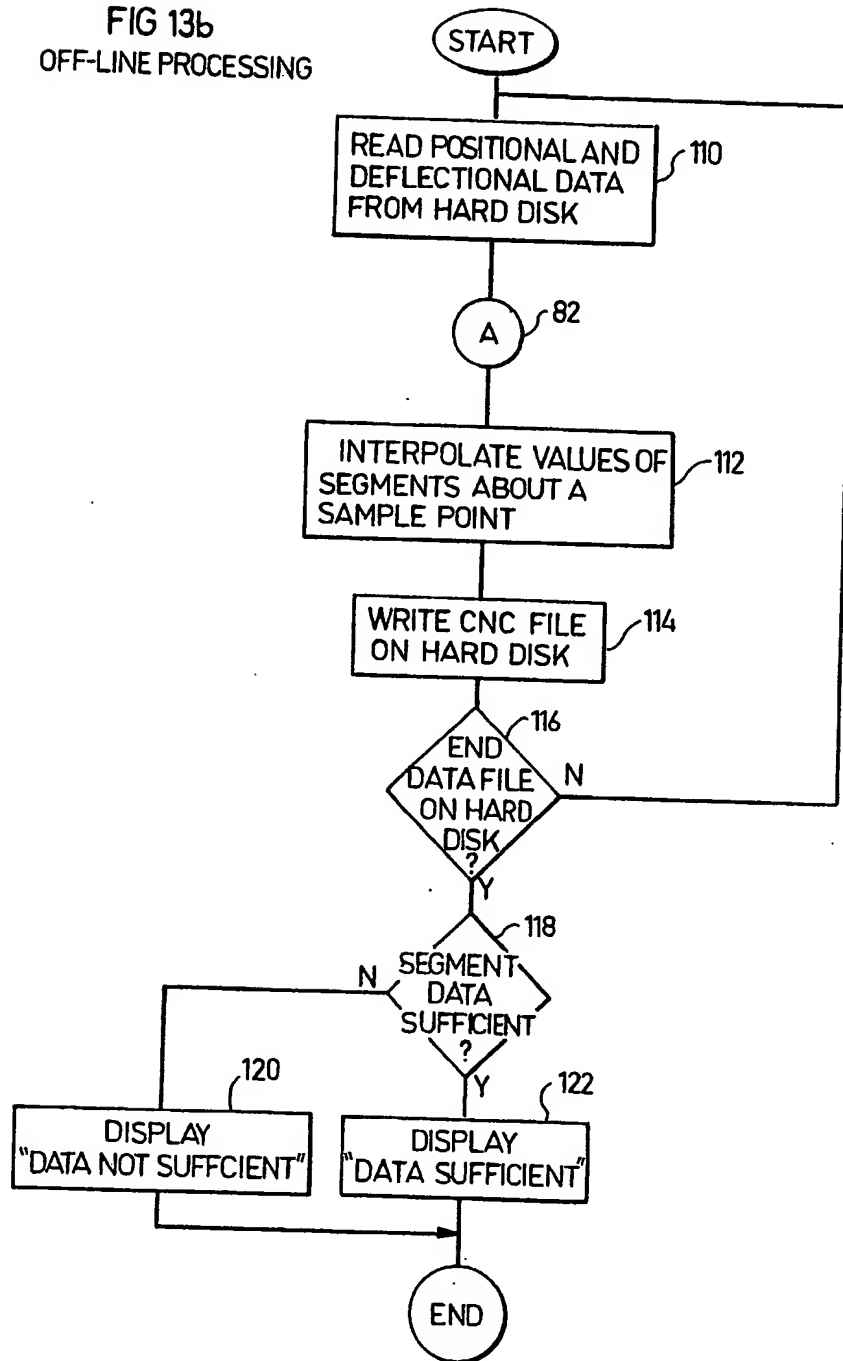 FIG 13b
OFF-LINE PROCESSING
START
READ POSITIONAL AND
DEFLECTIONAL DATA
FROM HARD DISK
110
A
82
INTERPOLATE VALUES OF
SEGMENTS ABOUT A
SAMPLE POINT
112
WRITE CNC FILE
ON HARD DISK
114
116
END
DATA FILE
ON HARD
DISK
?
N
Y
118
SEGMENT
DATA
SUFFICIENT
?
N
Y
120
DISPLAY
"DATA NOT SUFFCIENT"
122
DISPLAY
"DATA SUFFICIENT"
END